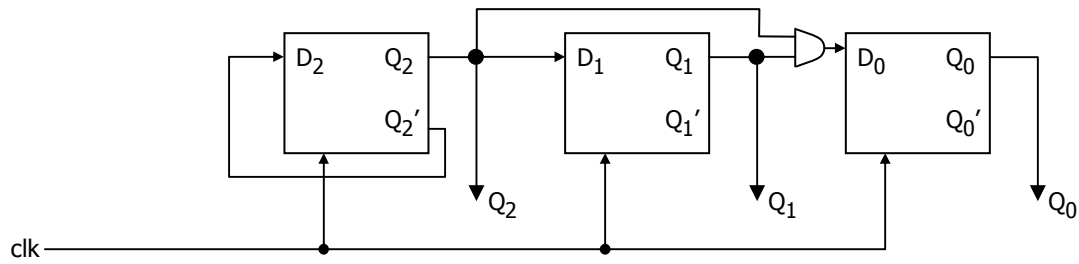 D₂ Q₂
Q₂′
D₁ Q₁
Q₁′
D₀ Q₀
Q₀′
Q₂
Q₁
Q₀
clk